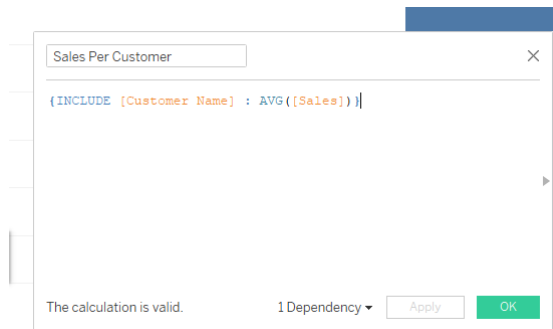 Sales Per Customer
{INCLUDE [Customer Name] : AVG([Sales])}
The calculation is valid. 1 Dependency Apply OK